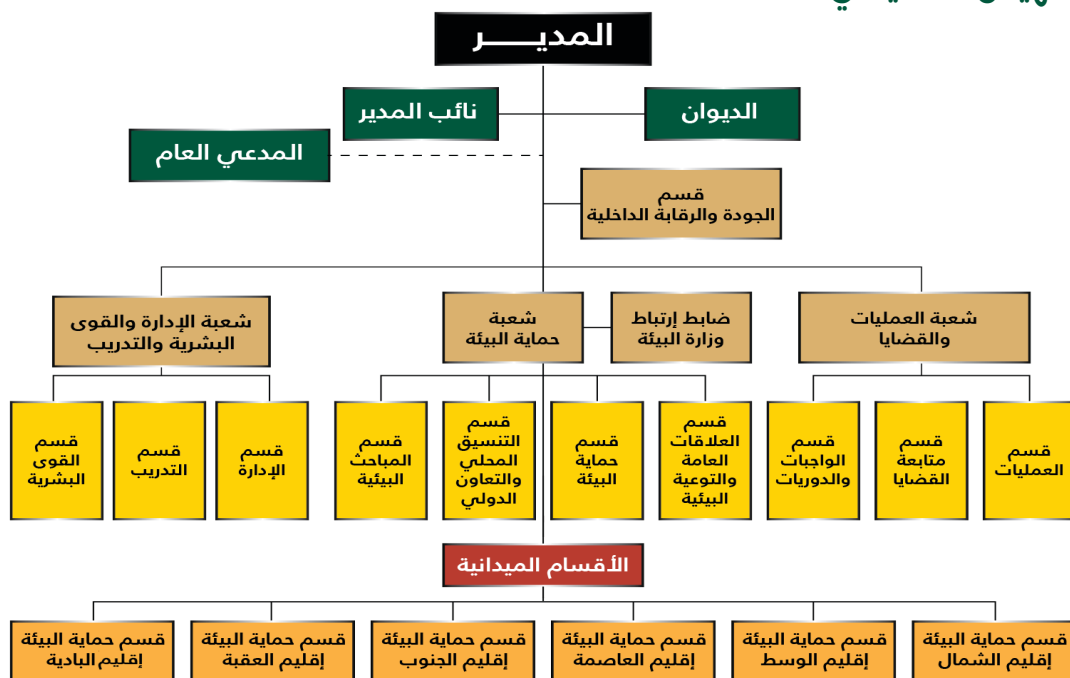 المديـــــر
الديوان
نائب المدير
المدعي العام
قسم
الجودة والرقابة الداخلية
شعبة العمليات
والقضايا
ضابط إرتباط
وزارة البيئة
شعبة
حماية البيئة
شعبة الإدارة والقوى
البشرية والتدريب
قسم
العمليات
قسم
متابعة
القضايا
قسم
الواجبات
والدوريات
قسم
العلاقات
العامة
والتوعية
البيئية
قسم
حماية
البيئة
قسم
التنسيق
المحلي
والتعاون
الدولي
قسم
المباحث
البيئية
قسم
الإدارة
قسم
التدريب
قسم
القوى
البشرية
الأقسام الميدانية
قسم حماية البيئة
إقليم الشمال
قسم حماية البيئة
إقليم الوسط
قسم حماية البيئة
إقليم العاصمة
قسم حماية البيئة
إقليم الجنوب
قسم حماية البيئة
إقليم العقبة
قسم حماية البيئة
إقليم البادية